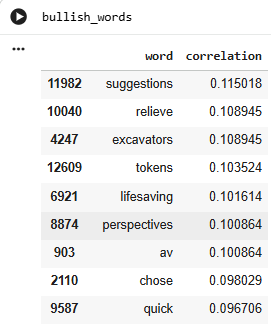 bullish_words
word correlation
11982 suggestions 0.115018
10040 relieve 0.108945
4247 excavators 0.108945
12609 tokens 0.103524
6921 lifesaving 0.101614
8874 perspectives 0.100864
903 av 0.100864
2110 chose 0.098029
9587 quick 0.096706